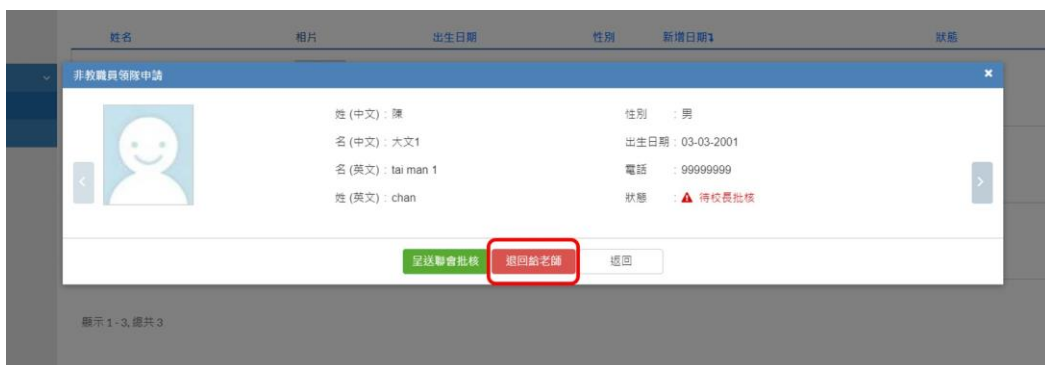 姓名 相片 出生日期 性別 新增日期 狀態
非教職員領隊申請 ×
姓 (中文) : 陳 性別 : 男
名 (中文) : 大文1 出生日期 : 03-03-2001
名 (英文) : tai man 1 電話 : 99999999
姓 (英文) : chan 狀態 : 待校長批核
呈送聯會批核 退回給老師 返回
顯示 1 - 3, 總共 3